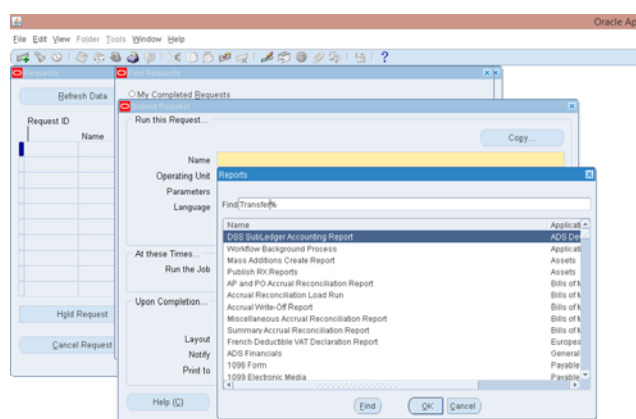 Oracle Ap
File Edit View Folder Tools Window Help
Requests
Find Requests
Refresh Data
My Completed Requests
Submit Request
Run this Request...
Request ID
Name
Copy...
Name
Operating Unit
Parameters
Language
Reports
Find Transfer%
Name Applicati
DSS SubLedger Accounting Report ADS De
Workflow Background Process Applicati
Mass Additions Create Report Assets
Publish RX Reports Assets
AP and PO Accrual Reconciliation Report Bills of M
Accrual Reconciliation Load Run Bills of M
Accrual Write-Off Report Bills of M
Miscellaneous Accrual Reconciliation Report Bills of M
Summary Accrual Reconciliation Report Bills of M
French Deductible VAT Declaration Report Europea
ADS Financials General
1096 Form Payable
1099 Electronic Media Payable
At these Times...
Run the Job
Upon Completion...
Hold Request
Layout
Cancel Request
Notify
Print to
Help (C)
Find OK Cancel